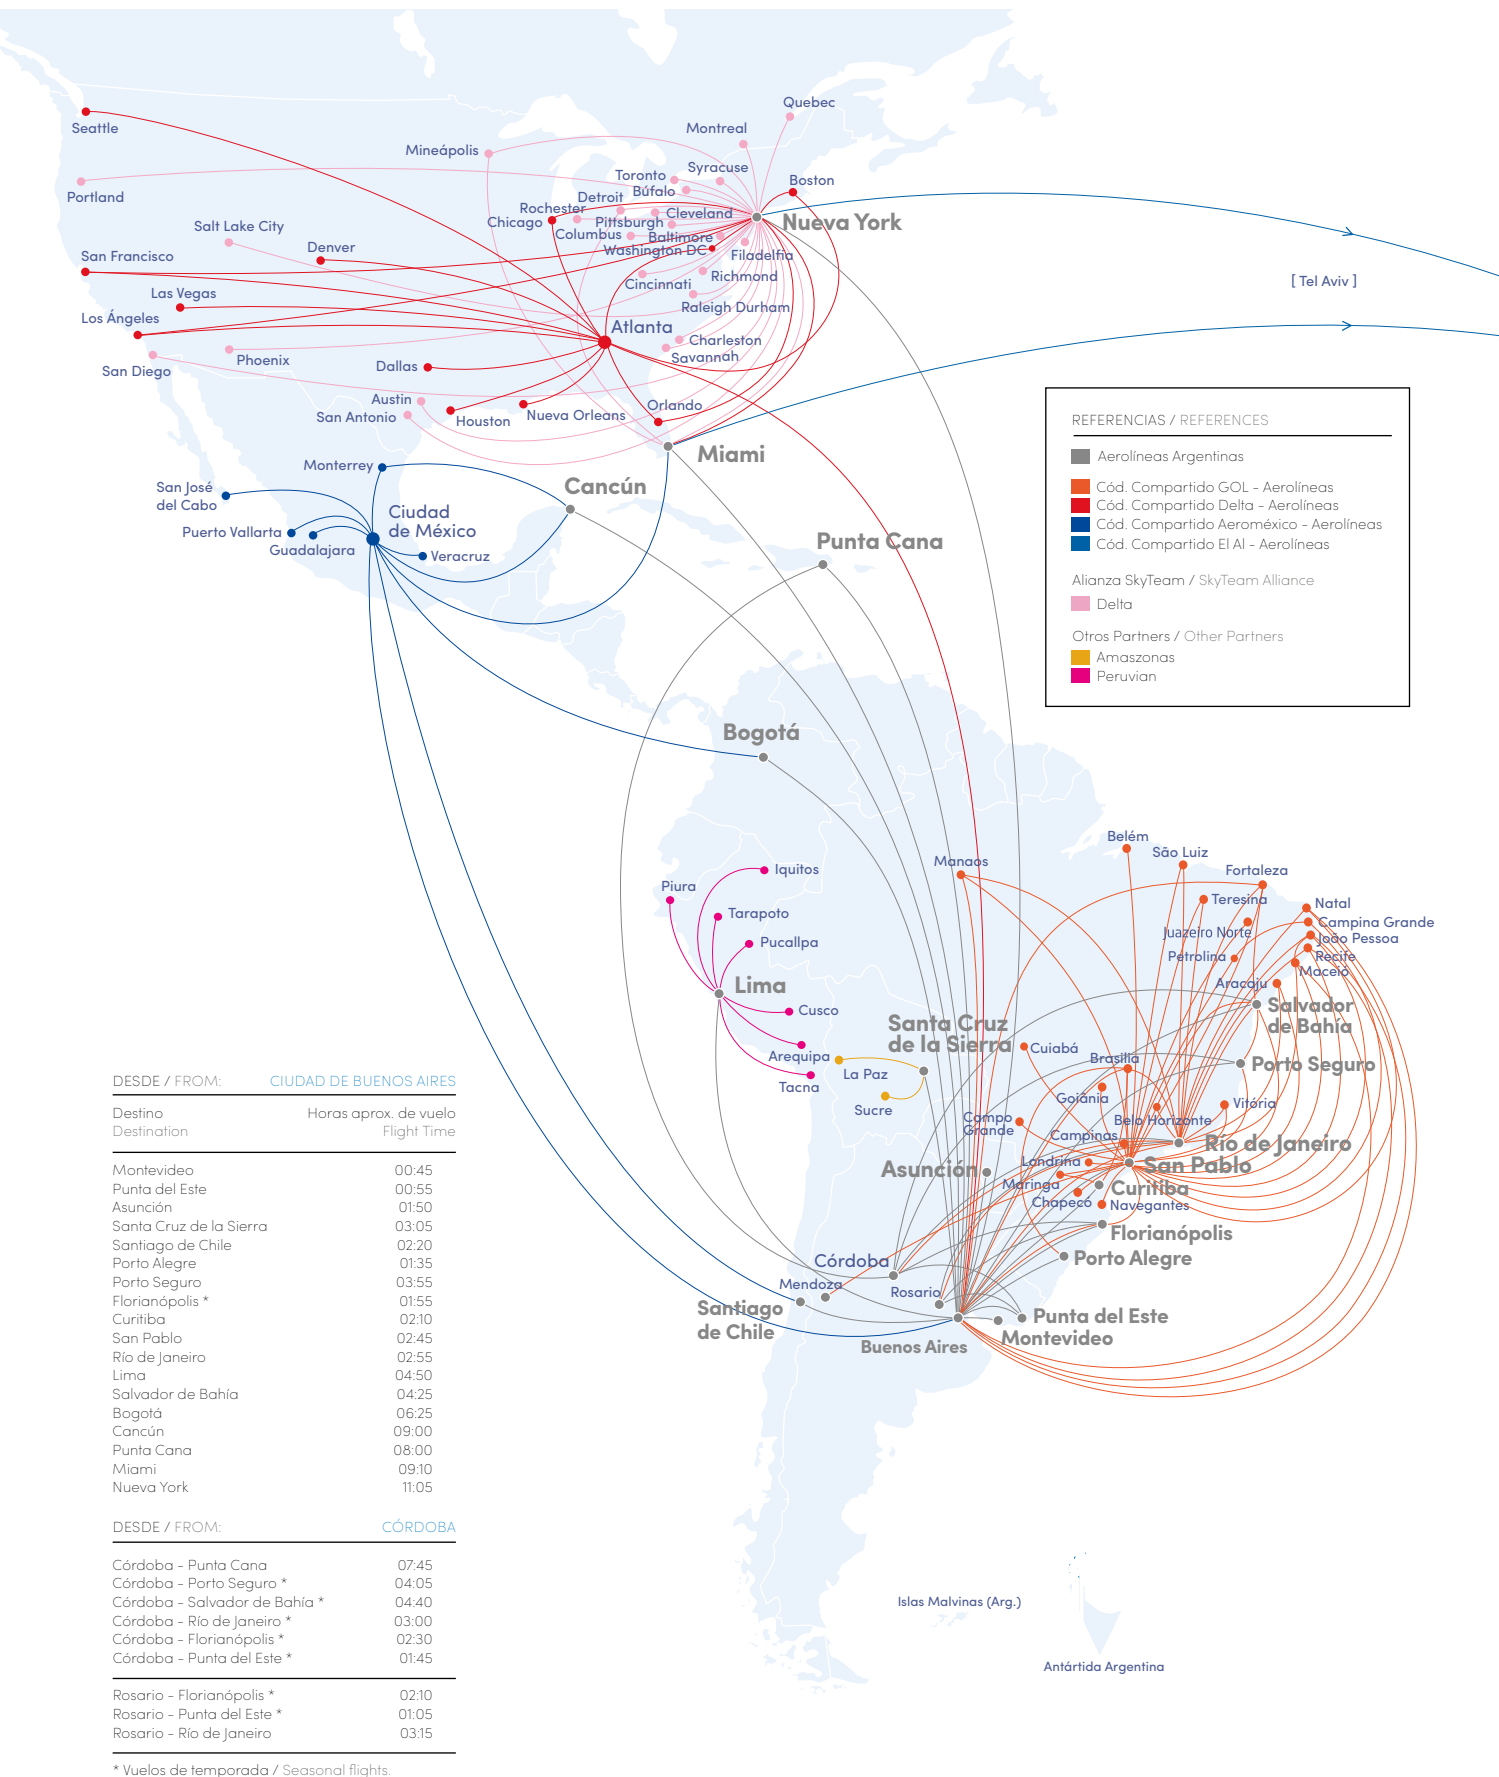 Quebec
Seattle
Montreal
Mineápolis
Syracuse
Toronto
Boston
Portland
Búfalo
Detroit
Rochester
Cleveland
Chicago
Pittsburgh
Nueva York
Salt Lake City
Columbus
Baltimore
Denver
Washington DC
Filadelfia
San Francisco
Richmond
[ Tel Aviv ]
Cincinnati
Las Vegas
Raleigh Durham
Los Ángeles
Atlanta
Charleston
Phoenix
Savannah
San Diego
Dallas
Austin
Orlando
San Antonio
Houston
Nueva Orleans
Miami
Monterrey
Cancún
San José
del Cabo
Ciudad
de México
Puerto Vallarta
Guadalajara
Veracruz
Punta Cana
REFERENCIAS / REFERENCES
Aerolíneas Argentinas
Cód. Compartido GOL - Aerolíneas
Cód. Compartido Delta - Aerolíneas
Cód. Compartido Aeroméxico - Aerolíneas
Cód. Compartido El Al - Aerolíneas
Alianza SkyTeam / SkyTeam Alliance
Delta
Otros Partners / Other Partners
Amaszonas
Peruvian
Bogotá
Belém
São Luiz
Manaos
Fortaleza
Iquitos
Piura
Teresina
Natal
Tarapoto
Campina Grande
Juazeiro Norte
João Pessoa
Pucallpa
Petrolina
Recife
Maceió
Lima
Aracaju
Salvador
de Bahía
Cusco
Santa Cruz
de la Sierra
Cuiabá
Arequipa
Brasilia
Porto Seguro
La Paz
Tacna
Goiânia
Sucre
Vitória
Campo
Grande
Belo Horizonte
Campinas
Río de Janeiro
Londrina
San Pablo
Asunción
Maringa
Curitiba
Chapecó
Navegantes
Florianópolis
Porto Alegre
Córdoba
Mendoza
Rosario
Santiago
de Chile
Punta del Este
Montevideo
Buenos Aires
DESDE / FROM: CIUDAD DE BUENOS AIRES
Destino Horas aprox. de vuelo
Destination Flight Time
Montevideo 00:45
Punta del Este 00:55
Asunción 01:50
Santa Cruz de la Sierra 03:05
Santiago de Chile 02:20
Porto Alegre 01:35
Porto Seguro 03:55
Florianópolis * 01:55
Curitiba 02:10
San Pablo 02:45
Río de Janeiro 02:55
Lima 04:50
Salvador de Bahía 04:25
Bogotá 06:25
Cancún 09:00
Punta Cana 08:00
Miami 09:10
Nueva York 11:05
DESDE / FROM: CÓRDOBA
Córdoba - Punta Cana 07:45
Córdoba - Porto Seguro * 04:05
Córdoba - Salvador de Bahía * 04:40
Córdoba - Río de Janeiro * 03:00
Córdoba - Florianópolis * 02:30
Córdoba - Punta del Este * 01:45
Rosario - Florianópolis * 02:10
Rosario - Punta del Este * 01:05
Rosario - Río de Janeiro 03:15
* Vuelos de temporada / Seasonal flights.
Islas Malvinas (Arg.)
Antártida Argentina